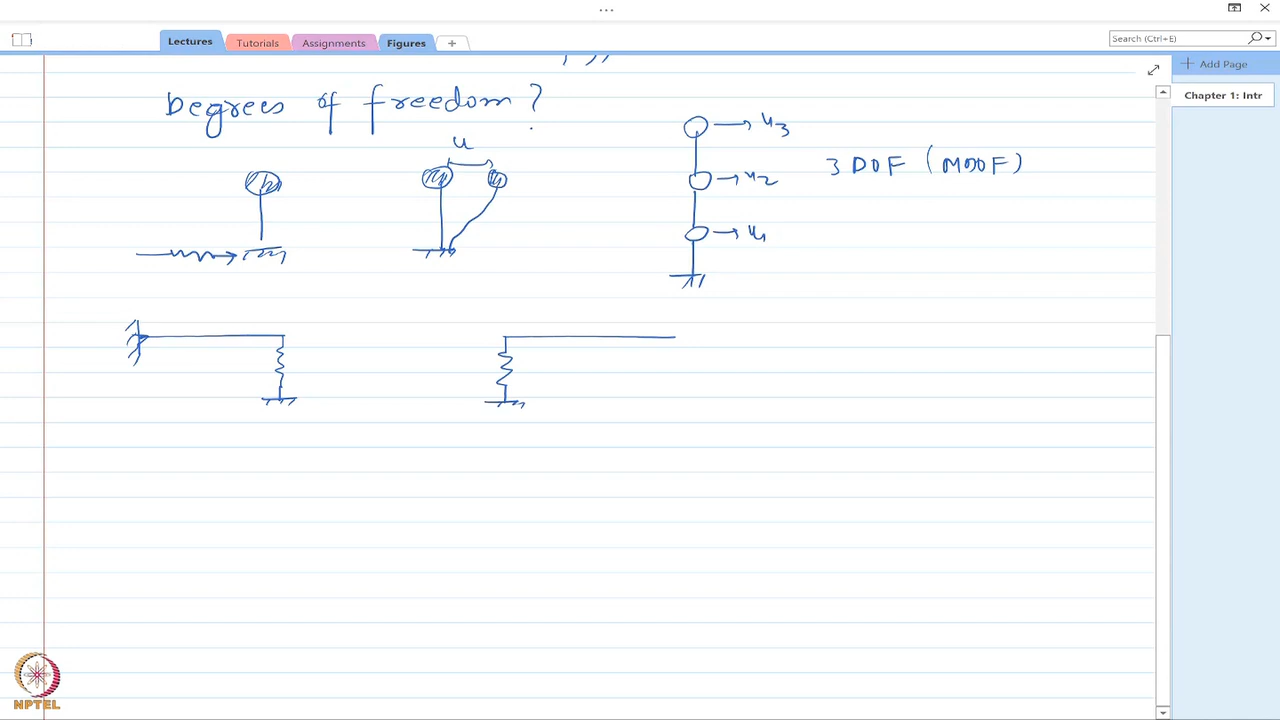 Lectures Tutorials Assignments Figures
Search (Ctrl+E)
Add Page
Chapter 1: Intr
Degrees of freedom?
u
u3
3 DOF (MDOF)
u2
u1
NPTEL